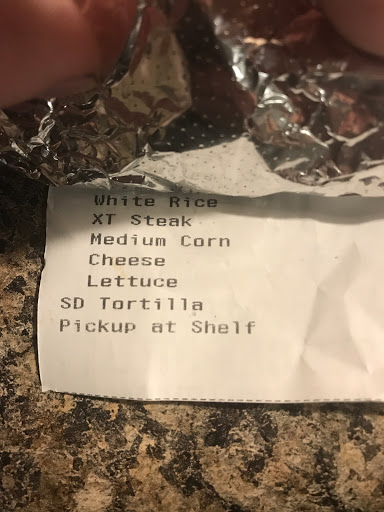 White Rice
XT Steak
Medium Corn
Cheese
Lettuce
SD Tortilla
Pickup at Shelf